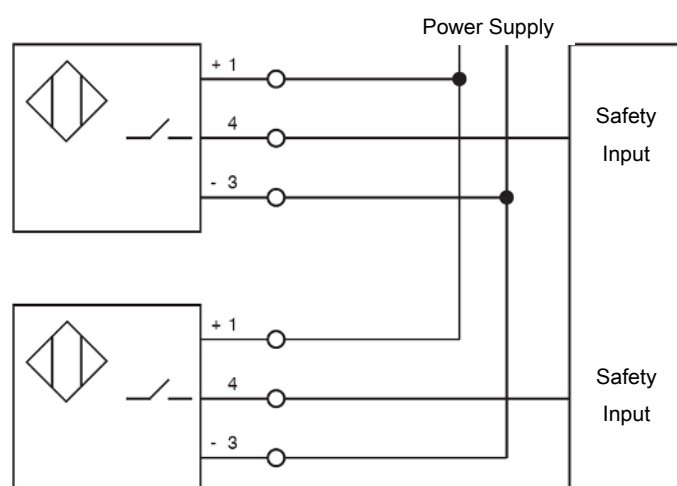 Power Supply
+ 1
4
- 3
Safety
Input
+ 1
4
- 3
Safety
Input